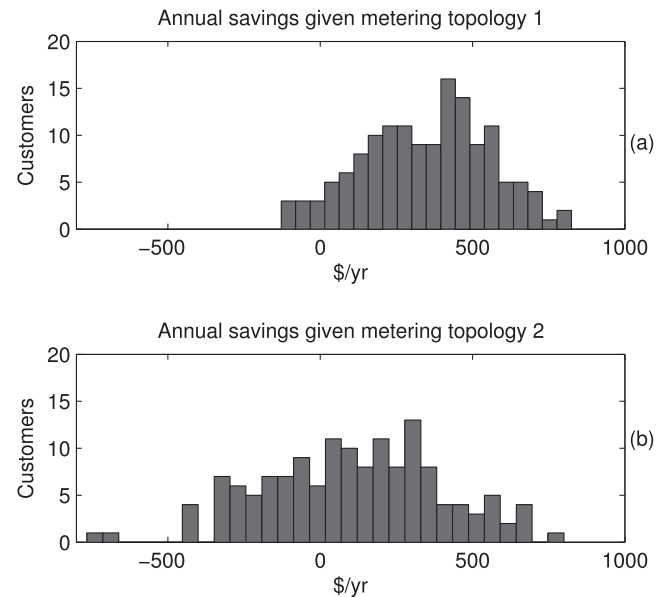 Annual savings given metering topology 1
20
15
10
5
0
Customers
−500 0 500 1000
$/yr
(a)
Annual savings given metering topology 2
20
15
10
5
0
Customers
−500 0 500 1000
$/yr
(b)